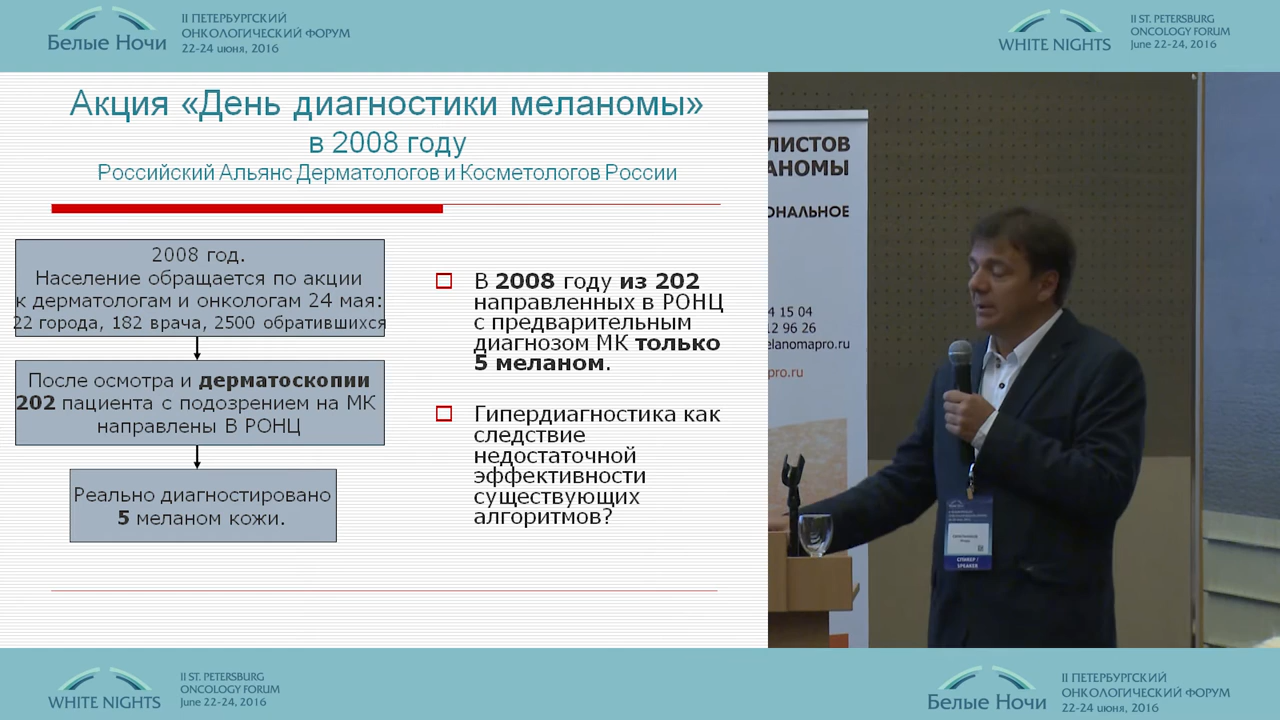 Белые Ночи
II ПЕТЕРБУРГСКИЙ
ОНКОЛОГИЧЕСКИЙ ФОРУМ
22-24 июня, 2016
WHITE NIGHTS
II ST. PETERSBURG
ONCOLOGY FORUM
June 22-24, 2016
Акция «День диагностики меланомы»
в 2008 году
Российский Альянс Дерматологов и Косметологов России
2008 год.
Население обращается по акции
к дерматологам и онкологам 24 мая:
22 города, 182 врача, 2500 обратившихся
После осмотра и дерматоскопии
202 пациента с подозрением на МК
направлены В РОНЦ
Реально диагностировано
5 меланом кожи.
В 2008 году из 202
направленных в РОНЦ
с предварительным
диагнозом МК только
5 меланом.
Гипердиагностика как
следствие
недостаточной
эффективности
существующих
алгоритмов?
ЛИСТОВ
АНОМЫ
ОНАЛЬНОЕ
4 15 04
12 96 26
elanomapro.ru
pro.ru
СПИКЕР /
SPEAKER
WHITE NIGHTS
II ST. PETERSBURG
ONCOLOGY FORUM
June 22-24, 2016
Белые Ночи
II ПЕТЕРБУРГСКИЙ
ОНКОЛОГИЧЕСКИЙ ФОРУМ
22-24 июня, 2016